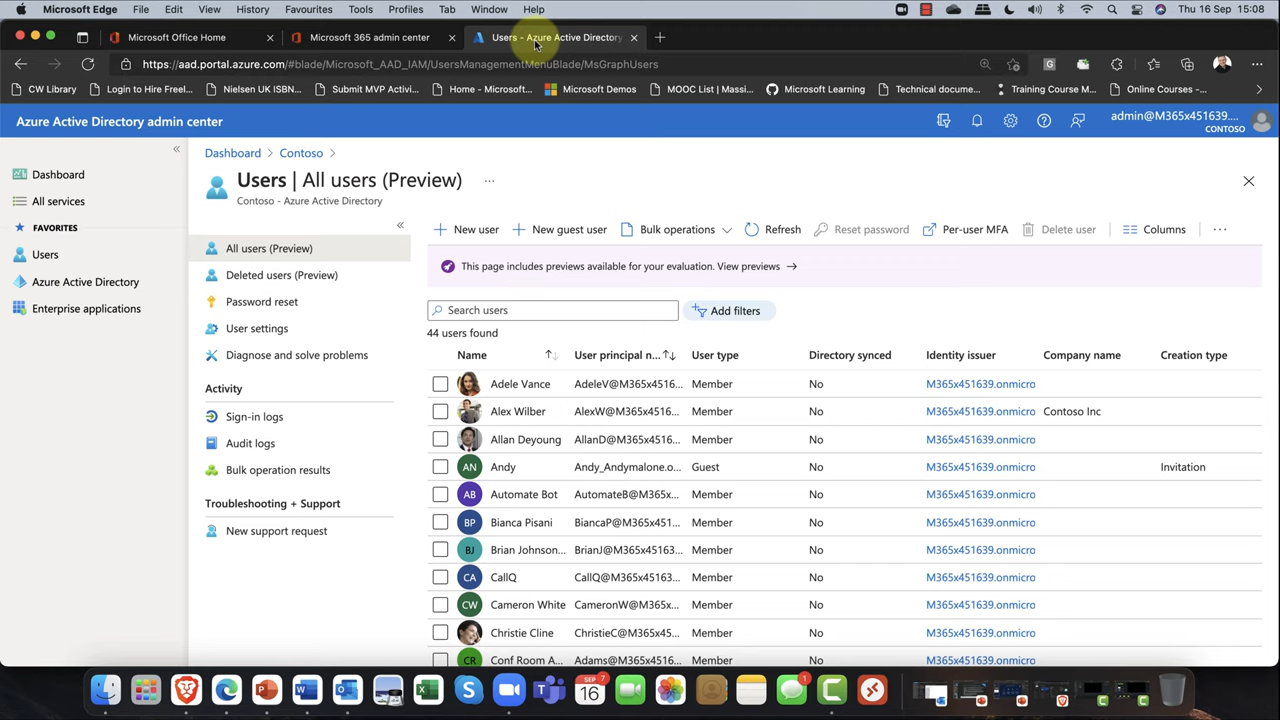 Microsoft Edge File Edit View History Favourites Tools Profiles Tab Window Help Thu 16 Sep 15:08
Microsoft Office Home Microsoft 365 admin center Users - Azure Active Directory
https://aad.portal.azure.com/#blade/Microsoft_AAD_IAM/UsersManagementMenuBlade/MsGraphUsers
CW Library Login to Hire Freel... Nielsen UK ISBN... Submit MVP Activi... Home - Microsoft... Microsoft Demos MOOC List | Massi... Microsoft Learning Technical docume... Training Course M... Online Courses -...
Azure Active Directory admin center
admin@M365x451639....
CONTOSO
Dashboard
All services
FAVORITES
Users
Azure Active Directory
Enterprise applications
Dashboard > Contoso >
Users | All users (Preview) ...
Contoso - Azure Active Directory
All users (Preview)
Deleted users (Preview)
Password reset
User settings
Diagnose and solve problems
Activity
Sign-in logs
Audit logs
Bulk operation results
Troubleshooting + Support
New support request
New user New guest user Bulk operations Refresh Reset password Per-user MFA Delete user Columns ...
This page includes previews available for your evaluation. View previews →
Search users Add filters
44 users found
Name User principal n... User type Directory synced Identity issuer Company name Creation type
Adele Vance AdeleV@M365x4516... Member No M365x451639.onmicro
Alex Wilber AlexW@M365x4516... Member No M365x451639.onmicro Contoso Inc
Allan Deyoung AllanD@M365x4516... Member No M365x451639.onmicro
AN Andy Andy_Andymalone.o... Guest No M365x451639.onmicro Invitation
AB Automate Bot AutomateB@M365x... Member No M365x451639.onmicro
BP Bianca Pisani BiancaP@M365x451... Member No M365x451639.onmicro
BJ Brian Johnson... BrianJ@M365x45163... Member No M365x451639.onmicro
CA CallQ CallQ@M365x45163... Member No M365x451639.onmicro
CW Cameron White CameronW@M365x... Member No M365x451639.onmicro
Christie Cline ChristieC@M365x45... Member No M365x451639.onmicro
CR Conf Room A... Adams@M365x4516... Member No M365x451639.onmicro
SEP
16
7
1